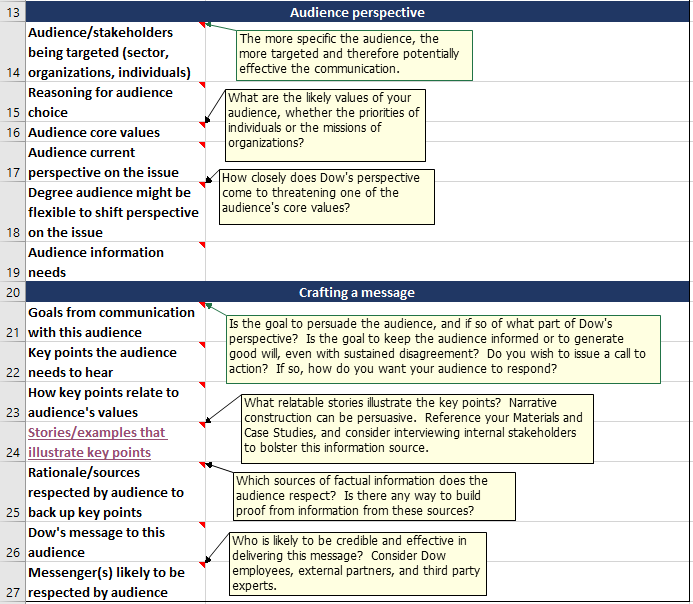 13 Audience perspective
Audience/stakeholders
being targeted (sector,
14 organizations, individuals)
The more specific the audience, the
more targeted and therefore potentially
effective the communication.
Reasoning for audience
15 choice
16 Audience core values
What are the likely values of your
audience, whether the priorities of
individuals or the missions of
organizations?
Audience current
17 perspective on the issue
Degree audience might be
flexible to shift perspective
18 on the issue
How closely does Dow's perspective
come to threatening one of the
audience's core values?
Audience information
19 needs
20 Crafting a message
Goals from communication
21 with this audience
Is the goal to persuade the audience, and if so of what part of Dow's
perspective? Is the goal to keep the audience informed or to generate
good will, even with sustained disagreement? Do you wish to issue a call to
action? If so, how do you want your audience to respond?
Key points the audience
22 needs to hear
How key points relate to
23 audience's values
Stories/examples that
24 illustrate key points
What relatable stories illustrate the key points? Narrative
construction can be persuasive. Reference your Materials and
Case Studies, and consider interviewing internal stakeholders
to bolster this information source.
Rationale/sources
respected by audience to
25 back up key points
Which sources of factual information does the
audience respect? Is there any way to build
proof from information from these sources?
Dow's message to this
26 audience
Messenger(s) likely to be
27 respected by audience
Who is likely to be credible and effective in
delivering this message? Consider Dow
employees, external partners, and third party
experts.